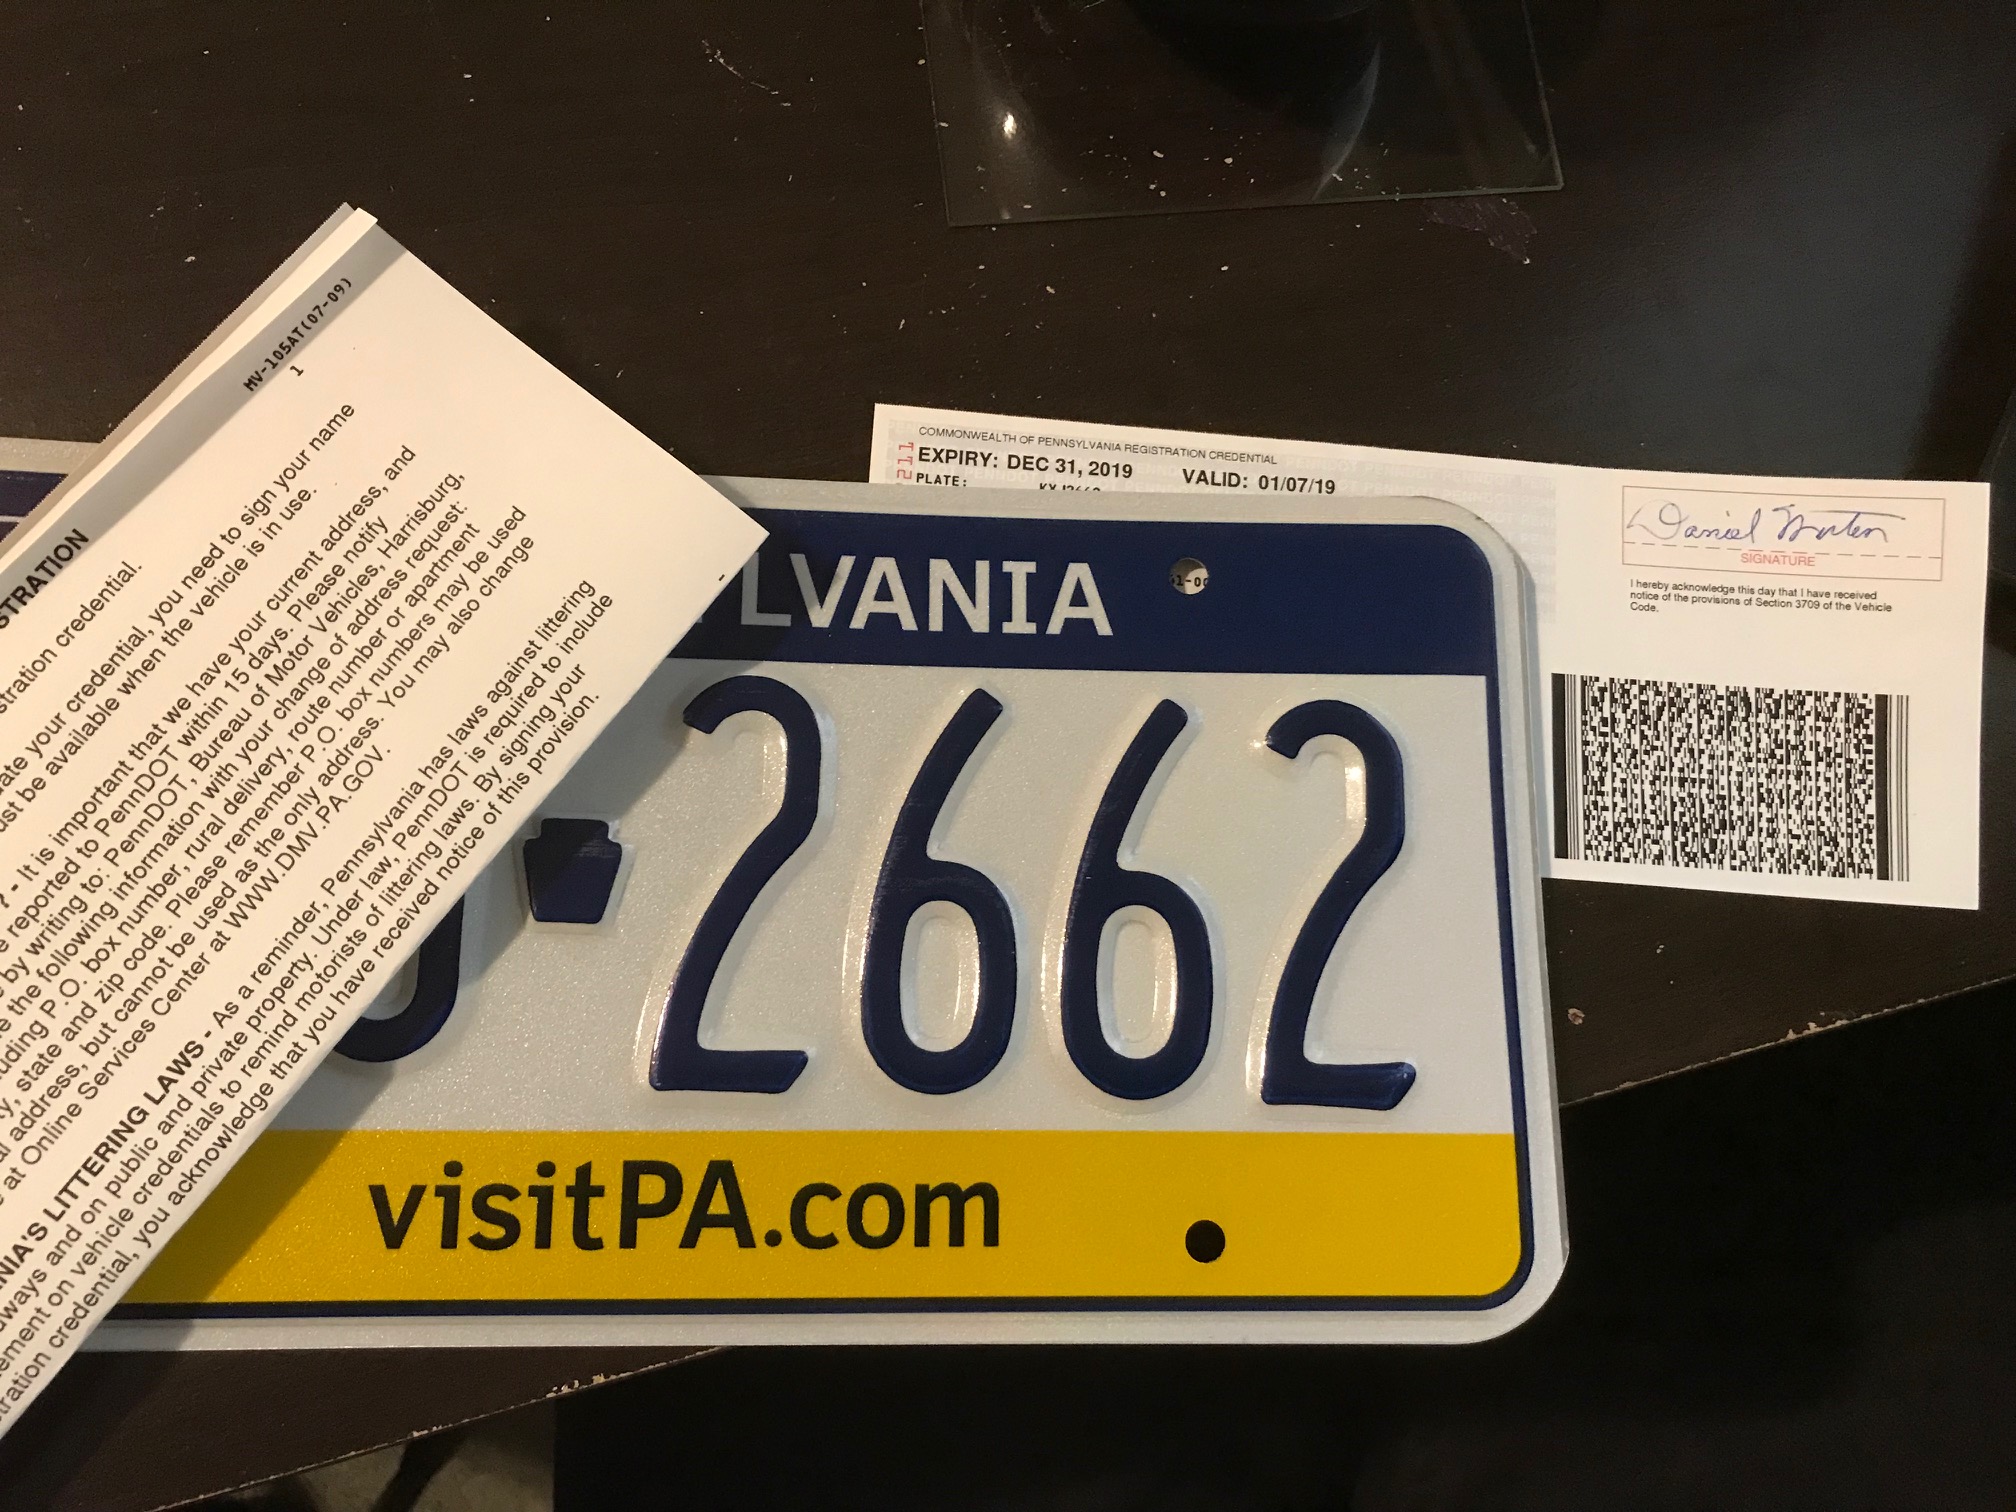 MV-105AT(07-09)
1
STRATION
stration credential.
ate your credential, you need to sign your name
ust be available when the vehicle is in use.
? - It is important that we have your current address, and
e reported to PennDOT within 15 days. Please notify
by writing to: PennDOT, Bureau of Motor Vehicles, Harrisburg,
e the following information with your change of address request:
uding P.O. box number, rural delivery, route number or apartment
y, state and zip code. Please remember P.O. box numbers may be used
al address, but cannot be used as the only address. You may also change
at Online Services Center at WWW.DMV.PA.GOV.
NIA'S LITTERING LAWS - As a reminder, Pennsylvania has laws against littering
ways and on public and private property. Under law, PennDOT is required to include
ement on vehicle credentials to remind motorists of littering laws. By signing your
tration credential, you acknowledge that you have received notice of this provision.
COMMONWEALTH OF PENNSYLVANIA REGISTRATION CREDENTIAL
EXPIRY: DEC 31, 2019 VALID: 01/07/19
PLATE:
Daniel
SIGNATURE
I hereby acknowledge this day that I have received
notice of the provisions of Section 3709 of the Vehicle
Code.
LVANIA
2662
visitPA.com